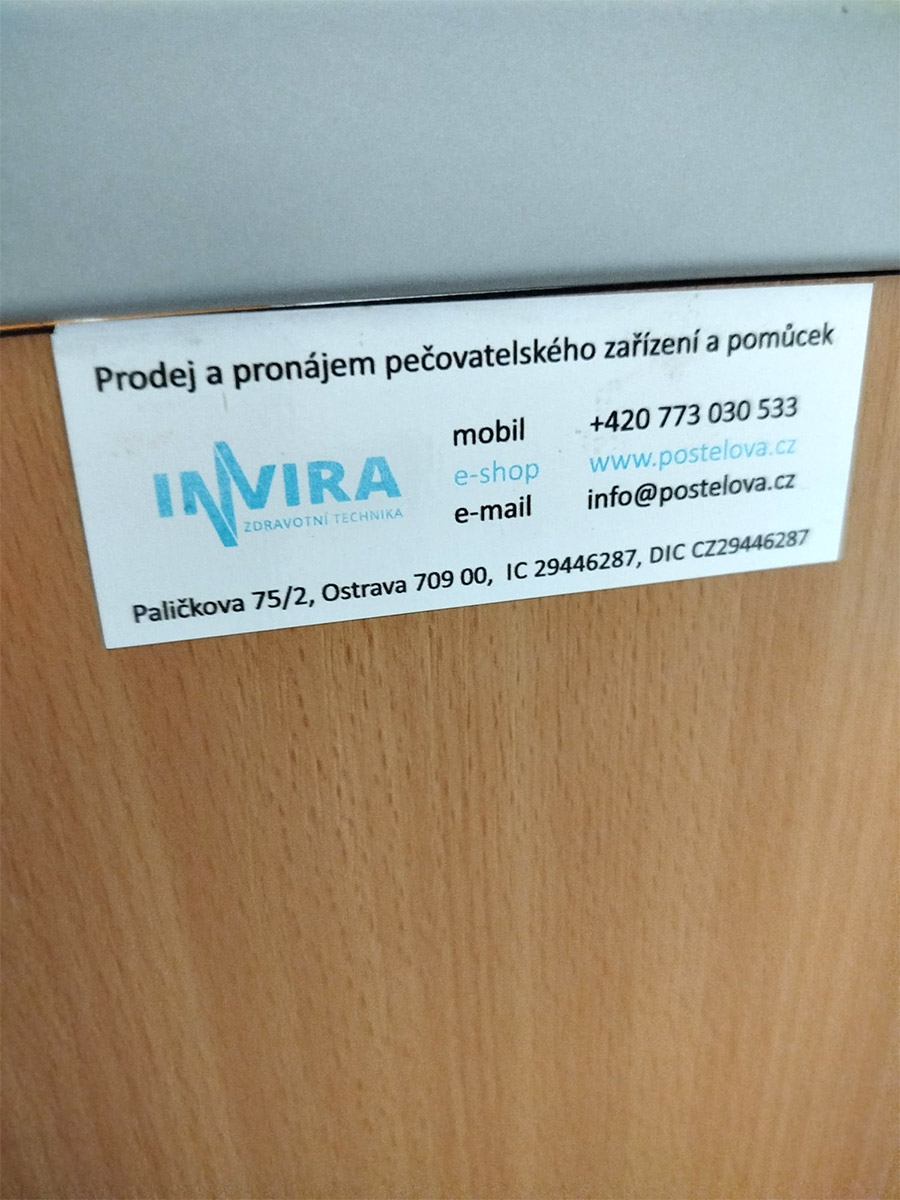 Prodej a pronájem pečovatelského zařízení a pomůcek
INVIRA
ZDRAVOTNÍ TECHNIKA
mobil +420 773 030 533
e-shop www.postelova.cz
e-mail info@postelova.cz
Paličkova 75/2, Ostrava 709 00, IC 29446287, DIC CZ29446287